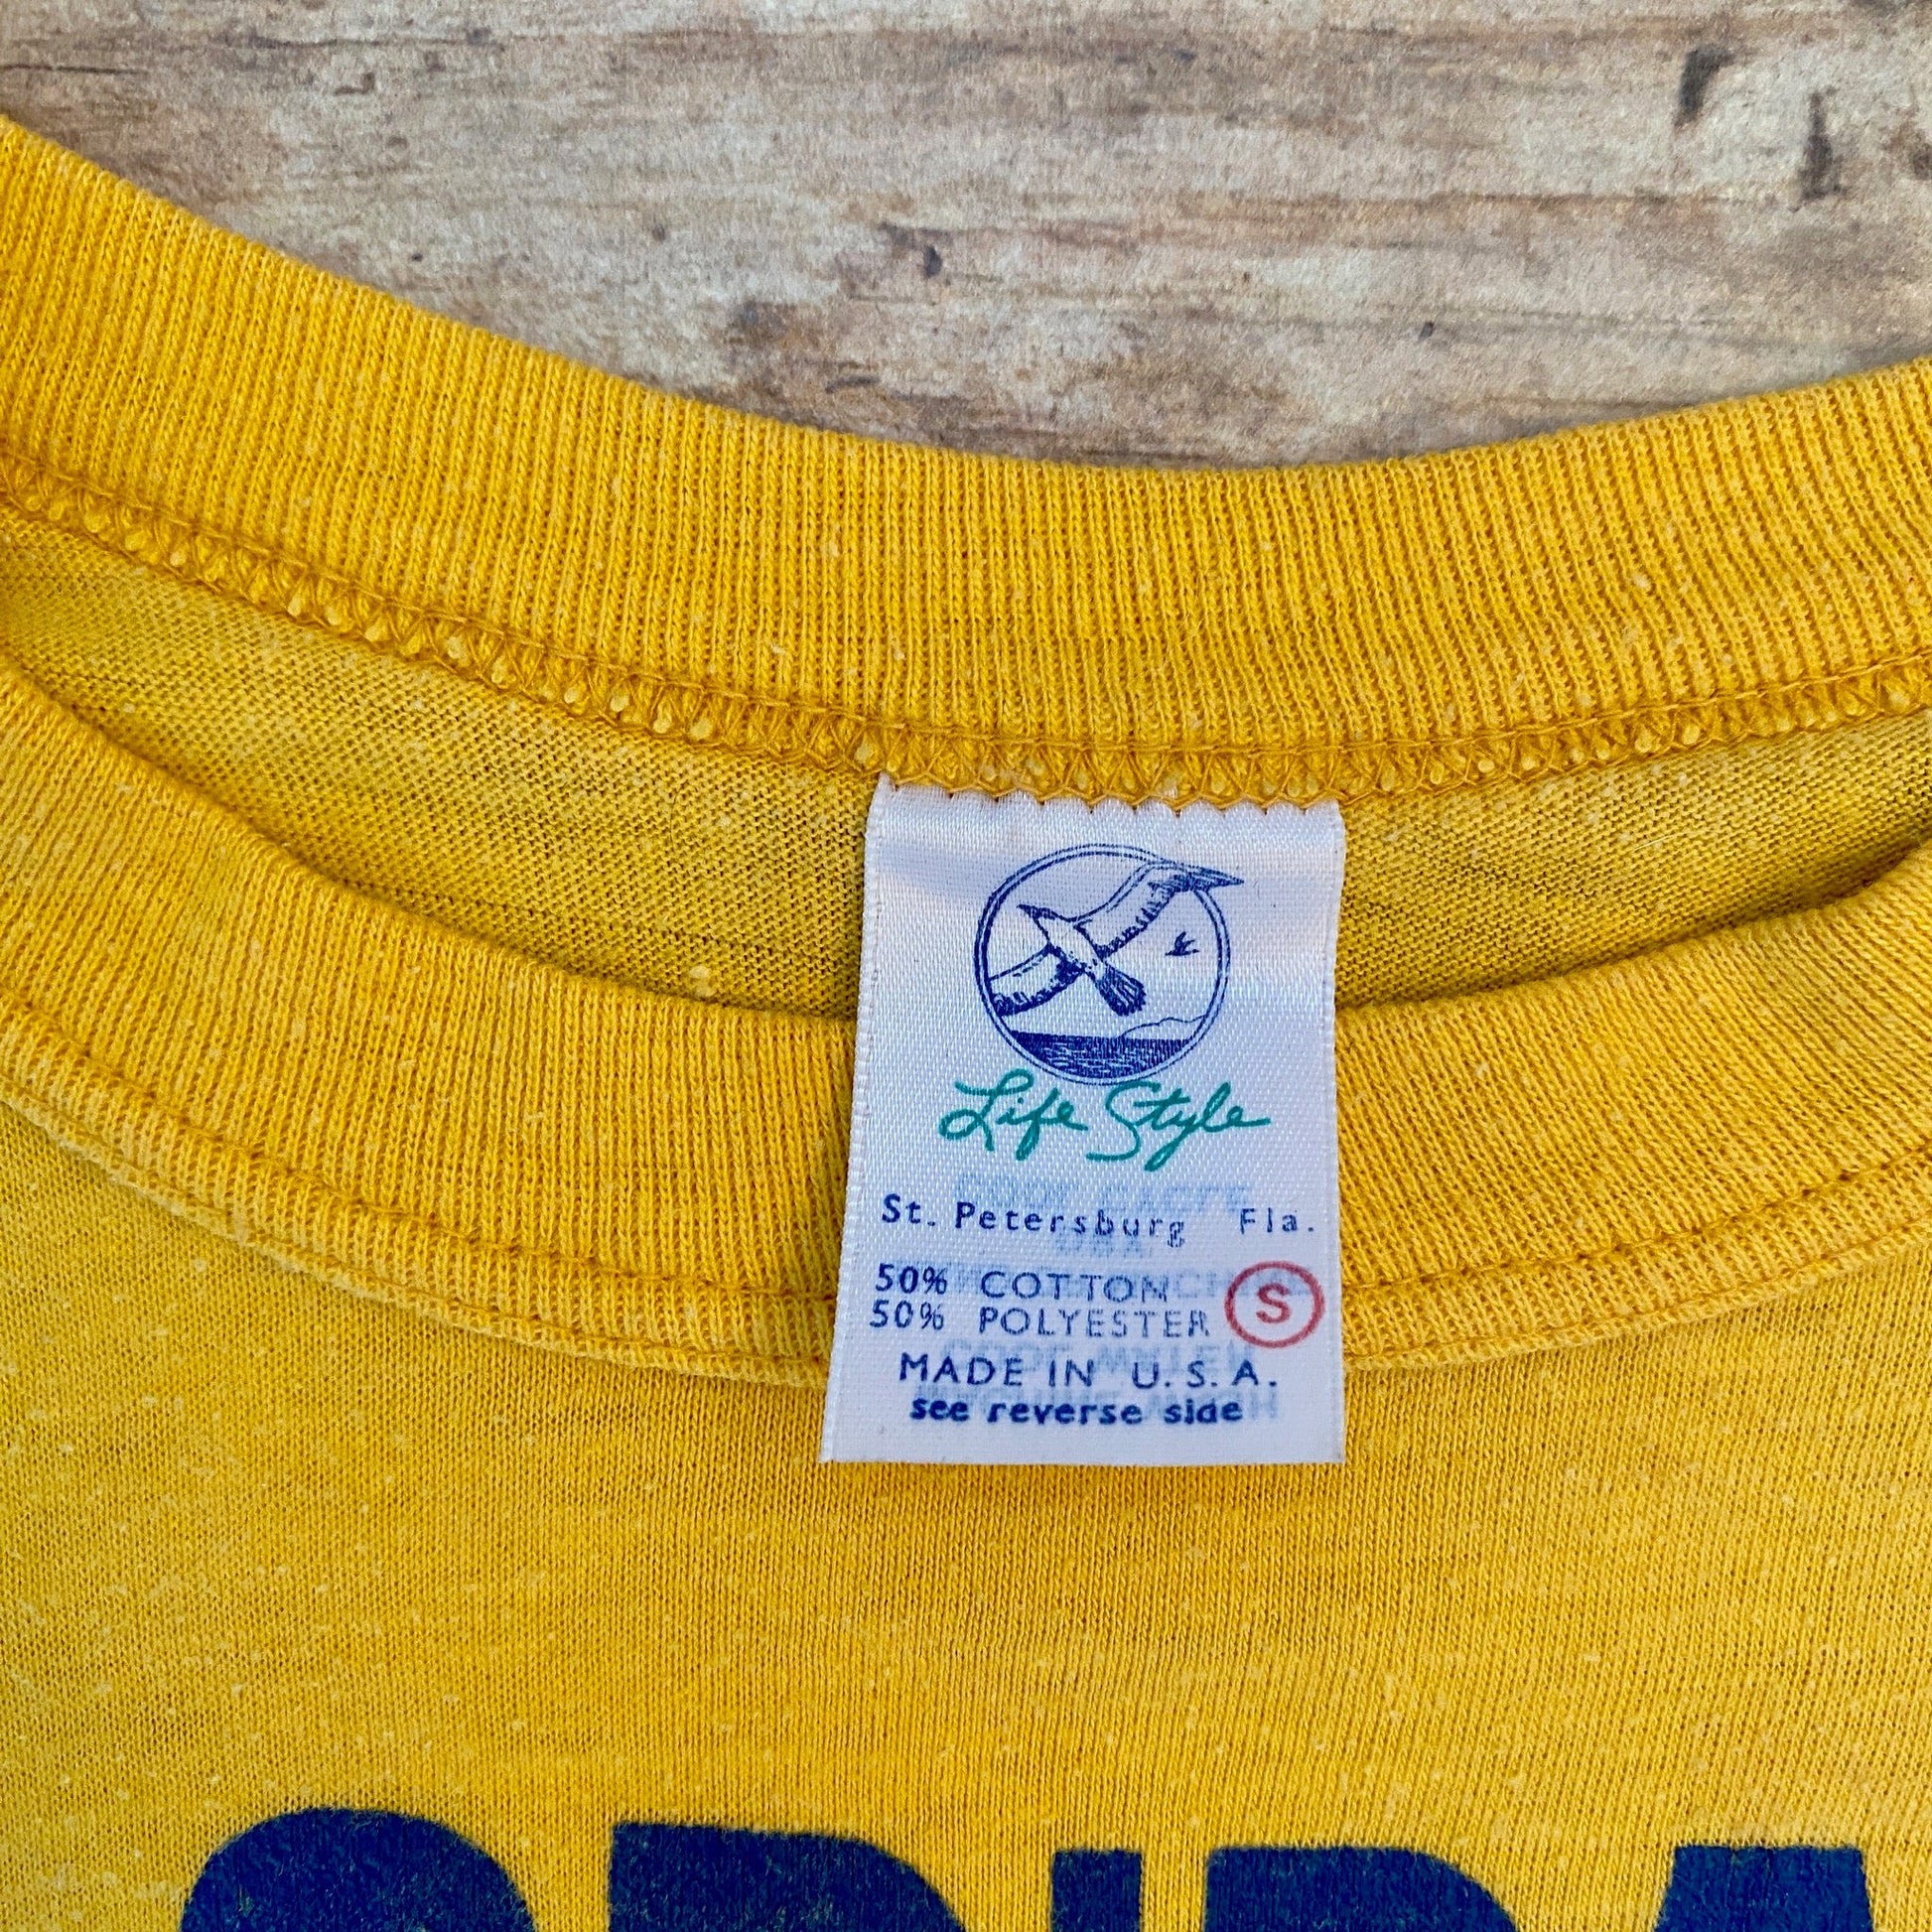 Life Style
St. Petersburg Fla.
50% COTTON
50% POLYESTER S
MADE IN U.S.A.
see reverse side